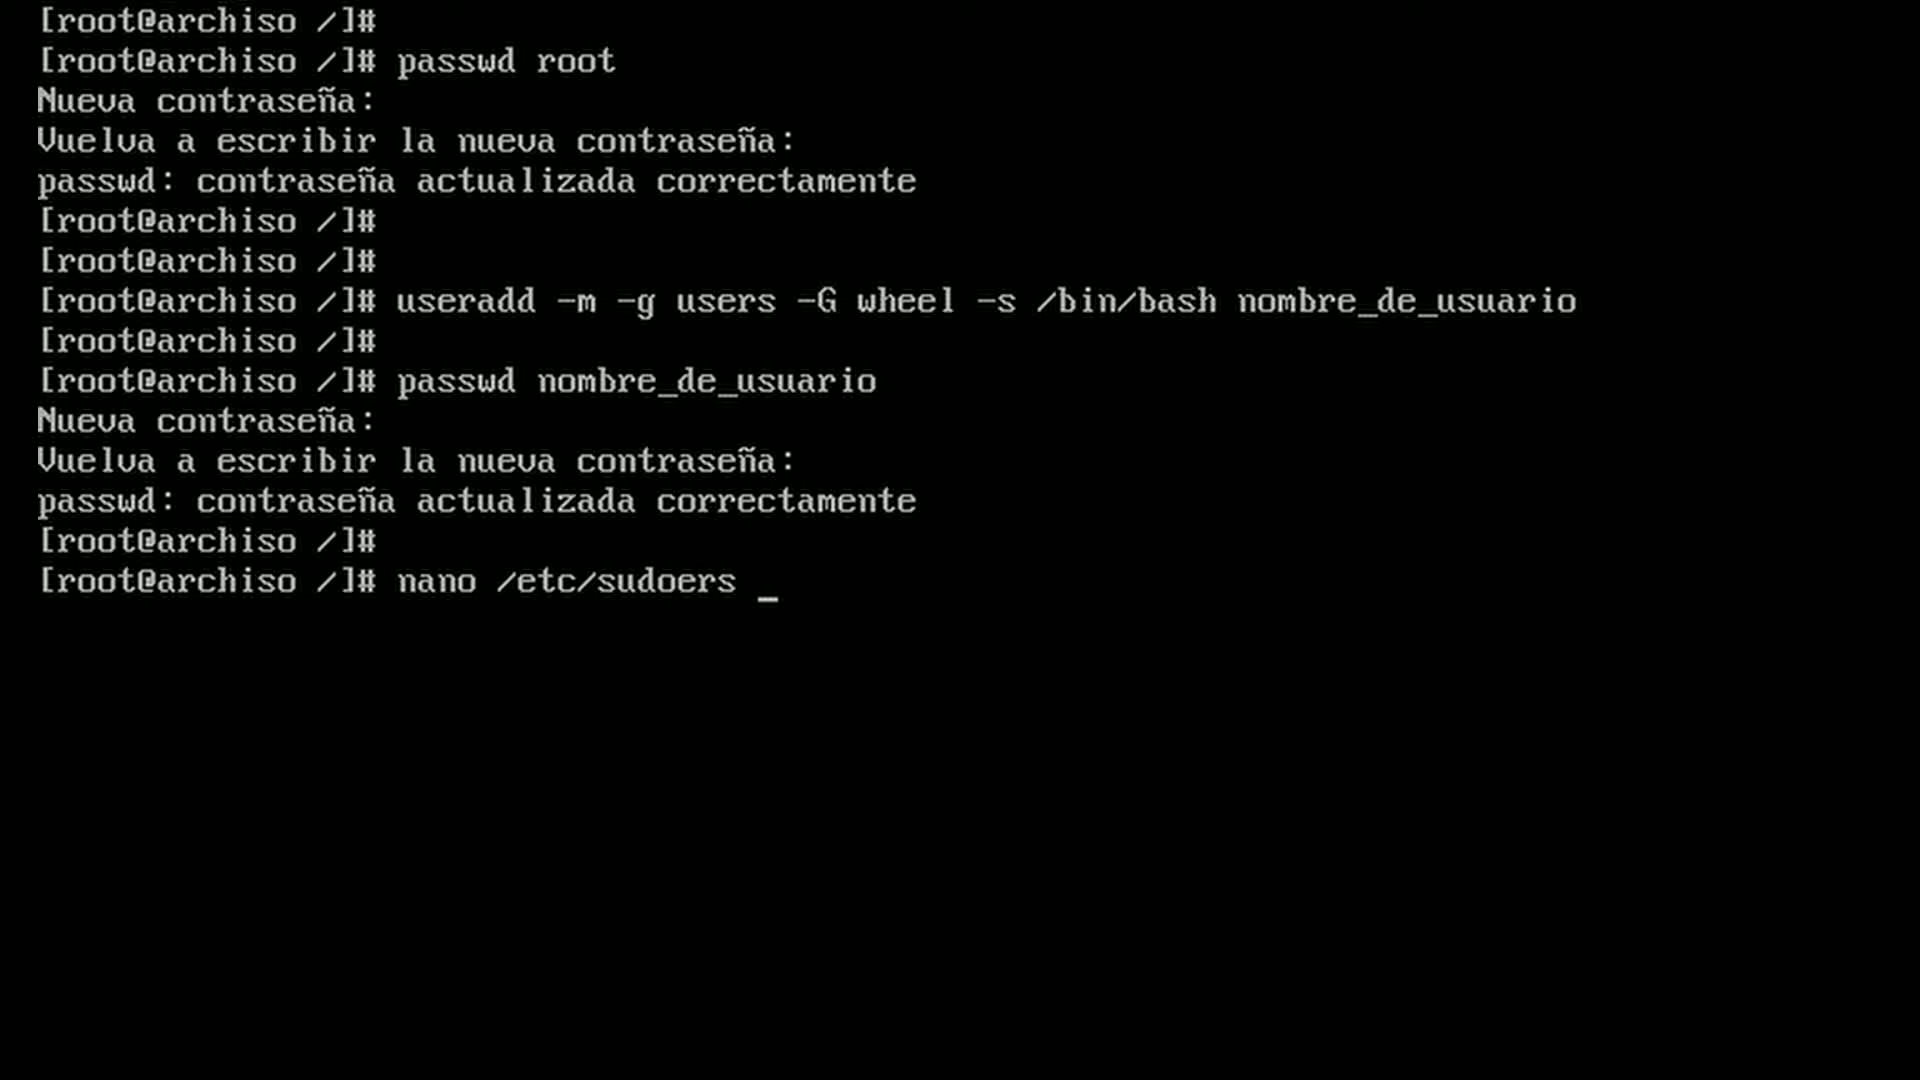 [root@archiso /]#
[root@archiso /]# passwd root
Nueva contraseña:
Vuelva a escribir la nueva contraseña:
passwd: contraseña actualizada correctamente
[root@archiso /]#
[root@archiso /]#
[root@archiso /]# useradd -m -g users -G wheel -s /bin/bash nombre_de_usuario
[root@archiso /]#
[root@archiso /]# passwd nombre_de_usuario
Nueva contraseña:
Vuelva a escribir la nueva contraseña:
passwd: contraseña actualizada correctamente
[root@archiso /]#
[root@archiso /]# nano /etc/sudoers _